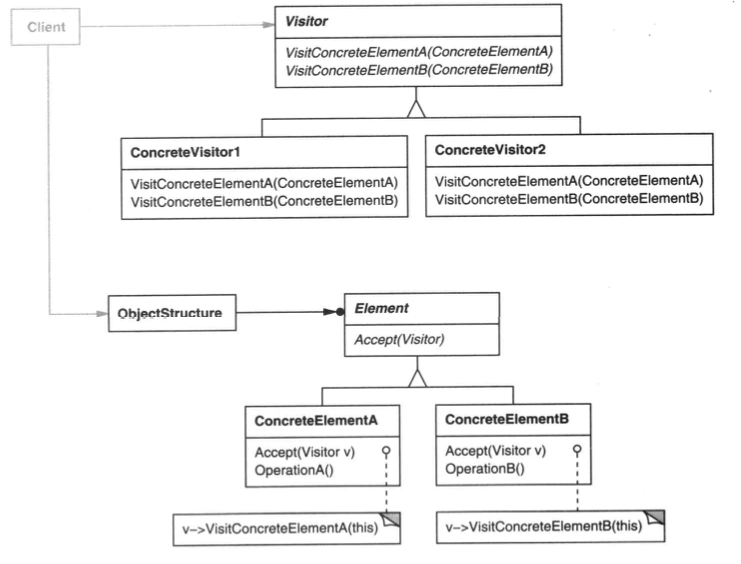 Client
Visitor
VisitConcreteElementA(ConcreteElementA)
VisitConcreteElementB(ConcreteElementB)
ConcreteVisitor1
VisitConcreteElementA(ConcreteElementA)
VisitConcreteElementB(ConcreteElementB)
ConcreteVisitor2
VisitConcreteElementA(ConcreteElementA)
VisitConcreteElementB(ConcreteElementB)
ObjectStructure
Element
Accept(Visitor)
ConcreteElementA
Accept(Visitor v)
OperationA()
ConcreteElementB
Accept(Visitor v)
OperationB()
v–>VisitConcreteElementA(this)
v–>VisitConcreteElementB(this)